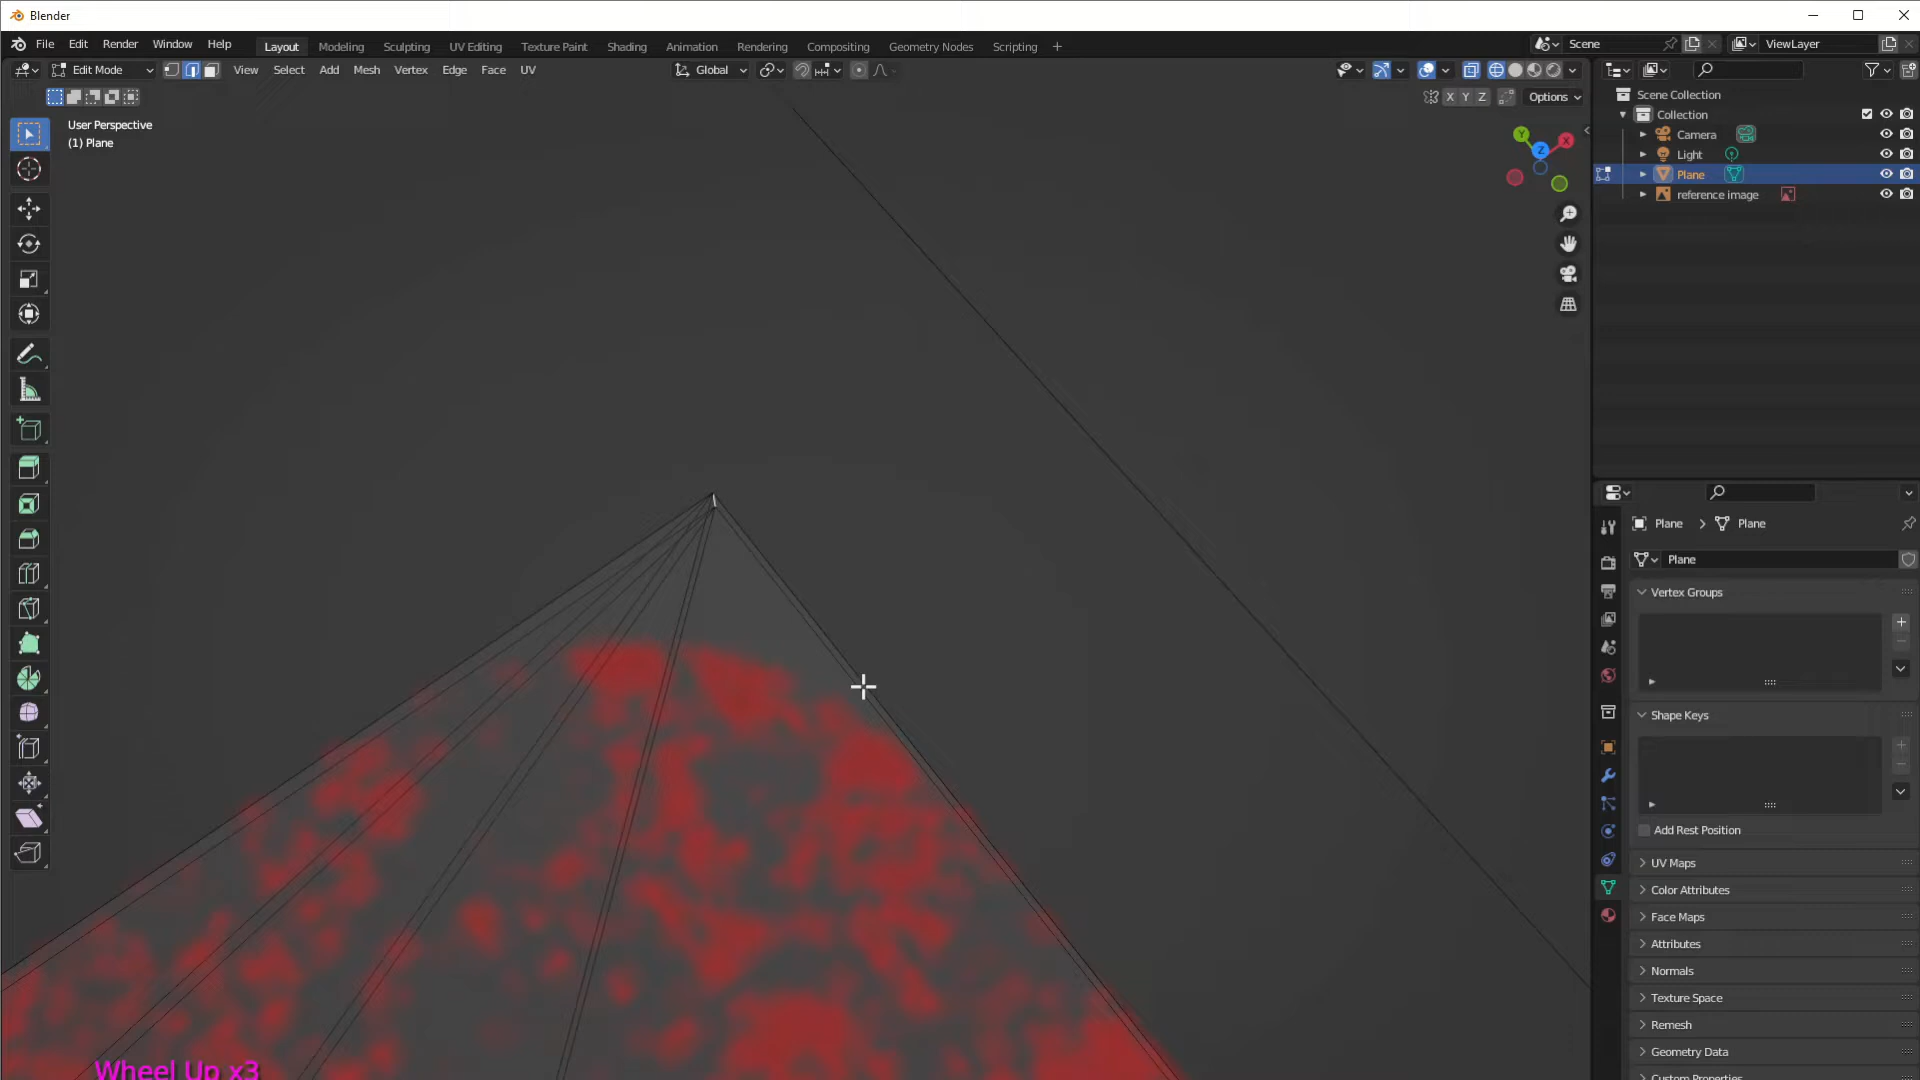 Blender
File Edit Render Window Help
Layout Modeling Sculpting UV Editing Texture Paint Shading Animation Rendering Compositing Geometry Nodes Scripting +
Scene
ViewLayer
Edit Mode
View Select Add Mesh Vertex Edge Face UV
Global
X Y Z
Options
User Perspective
(1) Plane
Y
X
Z
Scene Collection
Collection
Camera
Light
Plane
reference image
Plane > Plane
Plane
Vertex Groups
Shape Keys
Add Rest Position
UV Maps
Color Attributes
Face Maps
Attributes
Normals
Texture Space
Remesh
Geometry Data
Custom Properties
Wheel Up x3